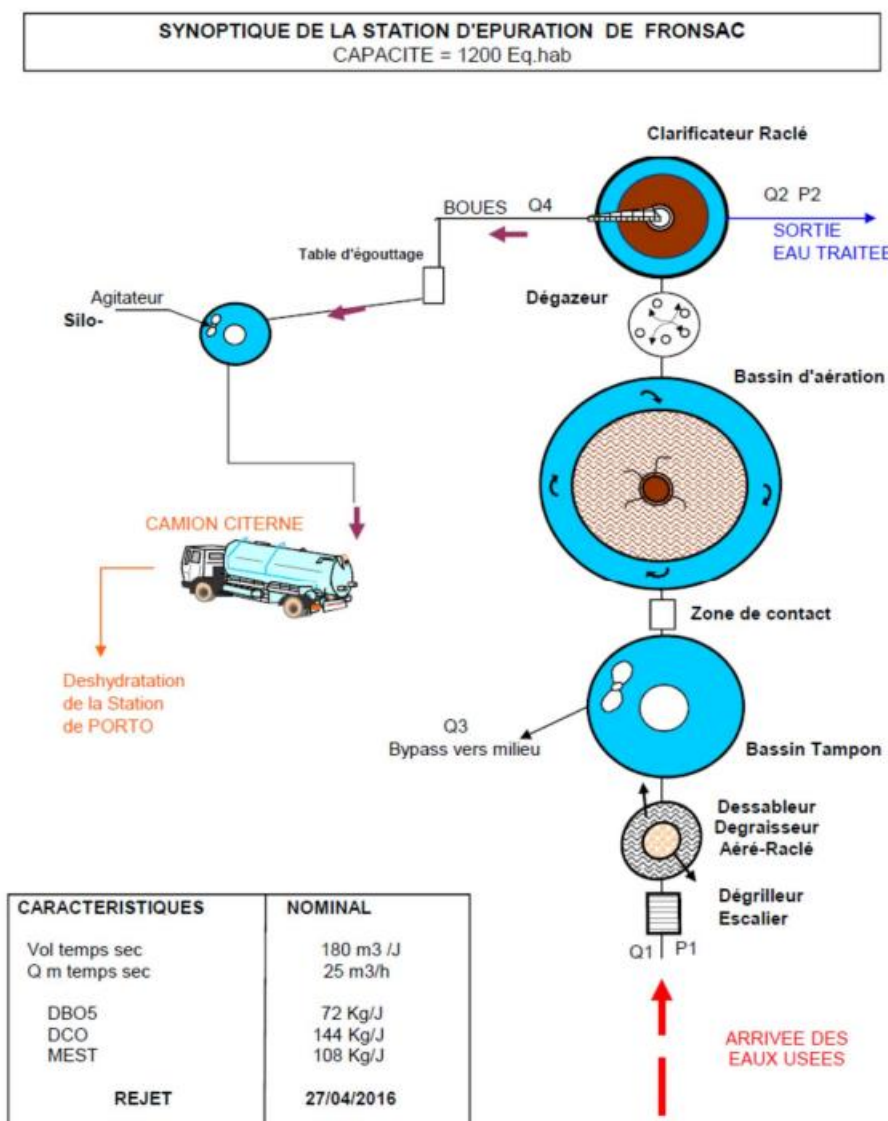 SYNOPTIQUE DE LA STATION D'EPURATION DE FRONSAC
CAPACITE = 1200 Eq.hab
Clarificateur Raclé
BOUES Q4
Q2 P2
SORTIE
EAU TRAITEE
Table d'égouttage
Dégazeur
Agitateur
Silo-
Bassin d'aération
CAMION CITERNE
Zone de contact
Deshydratation
de la Station
de PORTO
Q3
Bypass vers milieu
Bassin Tampon
Dessableur
Degraisseur
Aéré-Raclé
Dégrilleur
Escalier
Q1 P1
ARRIVEE DES
EAUX USEES
CARACTERISTIQUES NOMINAL
Vol temps sec 180 m3 /J
Q m temps sec 25 m3/h
DBO5 72 Kg/J
DCO 144 Kg/J
MEST 108 Kg/J
REJET 27/04/2016